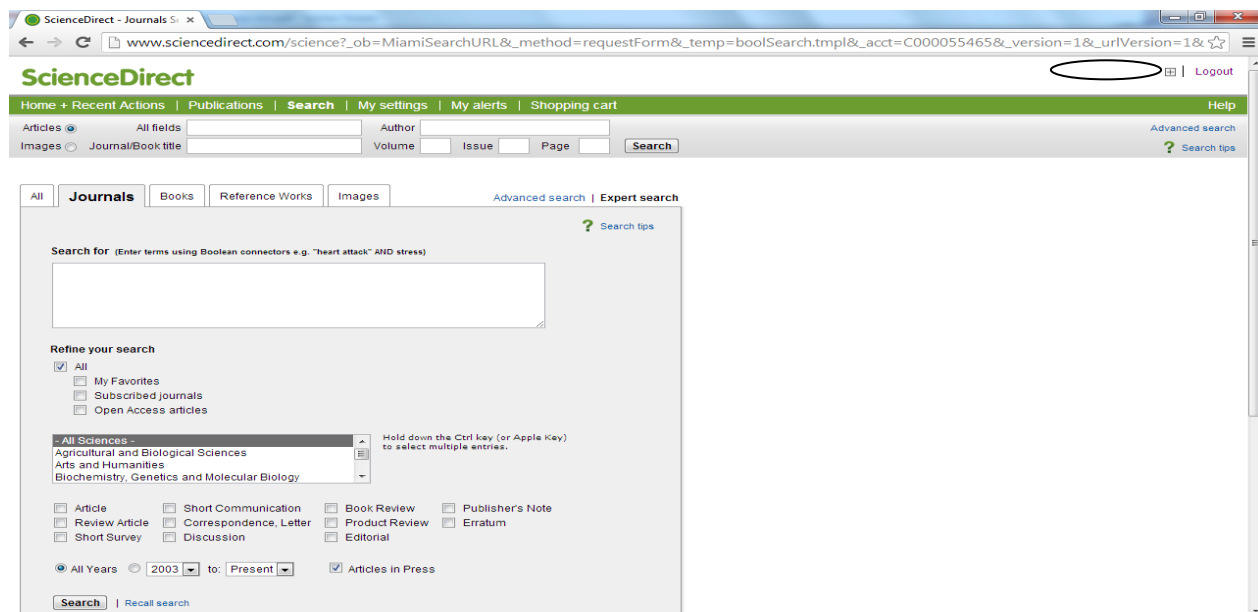 ScienceDirect - Journals S
www.sciencedirect.com/science?_ob=MiamiSearchURL&_method=requestForm&_temp=boolSearch.tmpl&_acct=C000055465&_version=1&_urlVersion=1&
ScienceDirect
| Logout
Home + Recent Actions | Publications | Search | My settings | My alerts | Shopping cart Help
Articles All fields Author Advanced search
Images Journal/Book title Volume Issue Page Search ? Search tips
All Journals Books Reference Works Images Advanced search | Expert search
? Search tips
Search for (Enter terms using Boolean connectors e.g. "heart attack" AND stress)
Refine your search
All
My Favorites
Subscribed journals
Open Access articles
- All Sciences - Hold down the Ctrl key (or Apple Key)
Agricultural and Biological Sciences to select multiple entries.
Arts and Humanities
Biochemistry, Genetics and Molecular Biology
Article Short Communication Book Review Publisher's Note
Review Article Correspondence, Letter Product Review Erratum
Short Survey Discussion Editorial
All Years 2003 to: Present Articles in Press
Search | Recall search